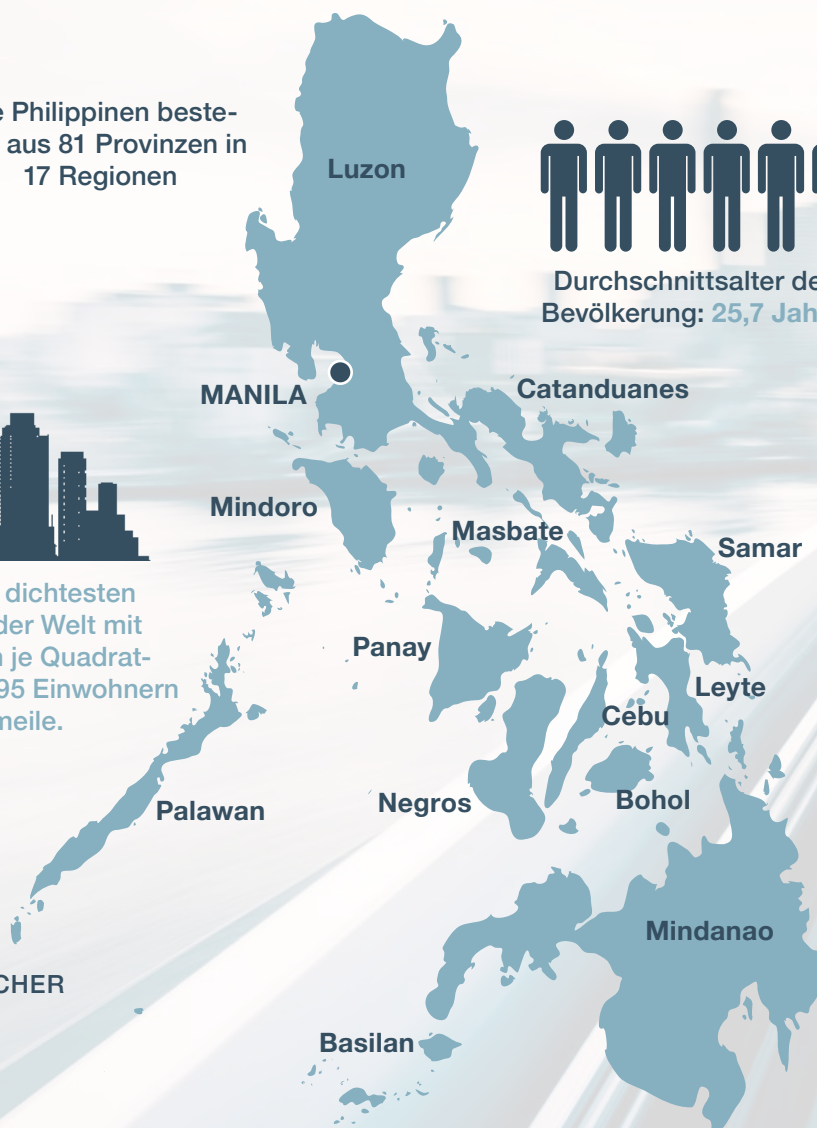 e Philippinen beste-
aus 81 Provinzen in
17 Regionen
Luzon
Durchschnittsalter de
Bevölkerung: 25,7 Jah
MANILA
Catanduanes
Mindoro
Masbate
Samar
dichtesten
der Welt mit
n je Quadrat-
95 Einwohnern
meile.
Panay
Leyte
Cebu
Palawan
Negros
Bohol
Mindanao
CHER
Basilan